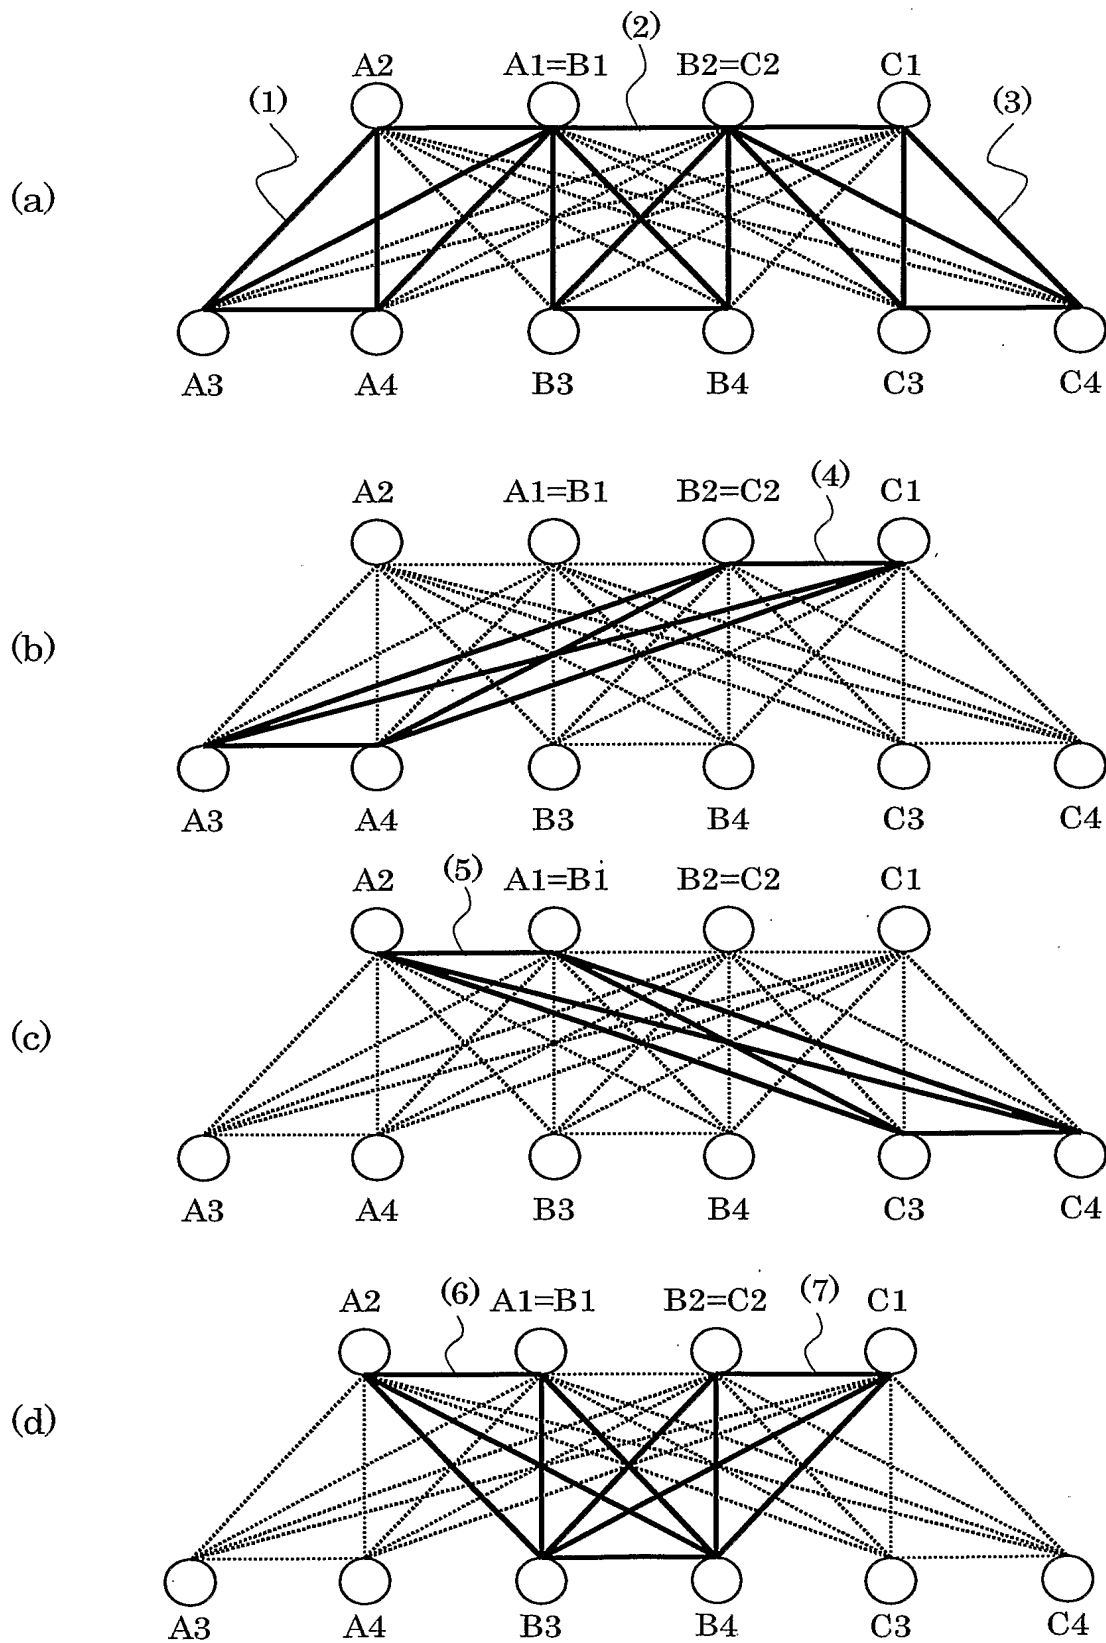 (2)
A2 A1=B1 B2=C2 C1
(1) (3)
(a)
A3 A4 B3 B4 C3 C4
(4)
A2 A1=B1 B2=C2 C1
(b)
A3 A4 B3 B4 C3 C4
(5)
A2 A1=B1 B2=C2 C1
(c)
A3 A4 B3 B4 C3 C4
A2 (6) A1=B1 B2=C2 (7) C1
(d)
A3 A4 B3 B4 C3 C4